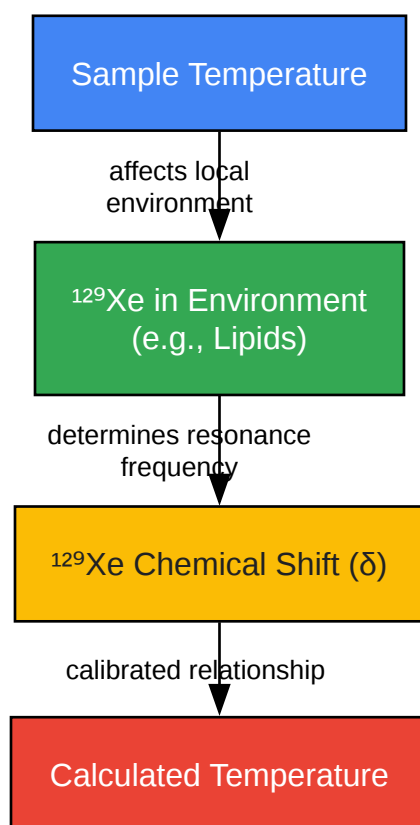 Sample Temperature
affects local
environment
¹²⁹Xe in Environment
(e.g., Lipids)
determines resonance
frequency
¹²⁹Xe Chemical Shift (δ)
calibrated relationship
Calculated Temperature